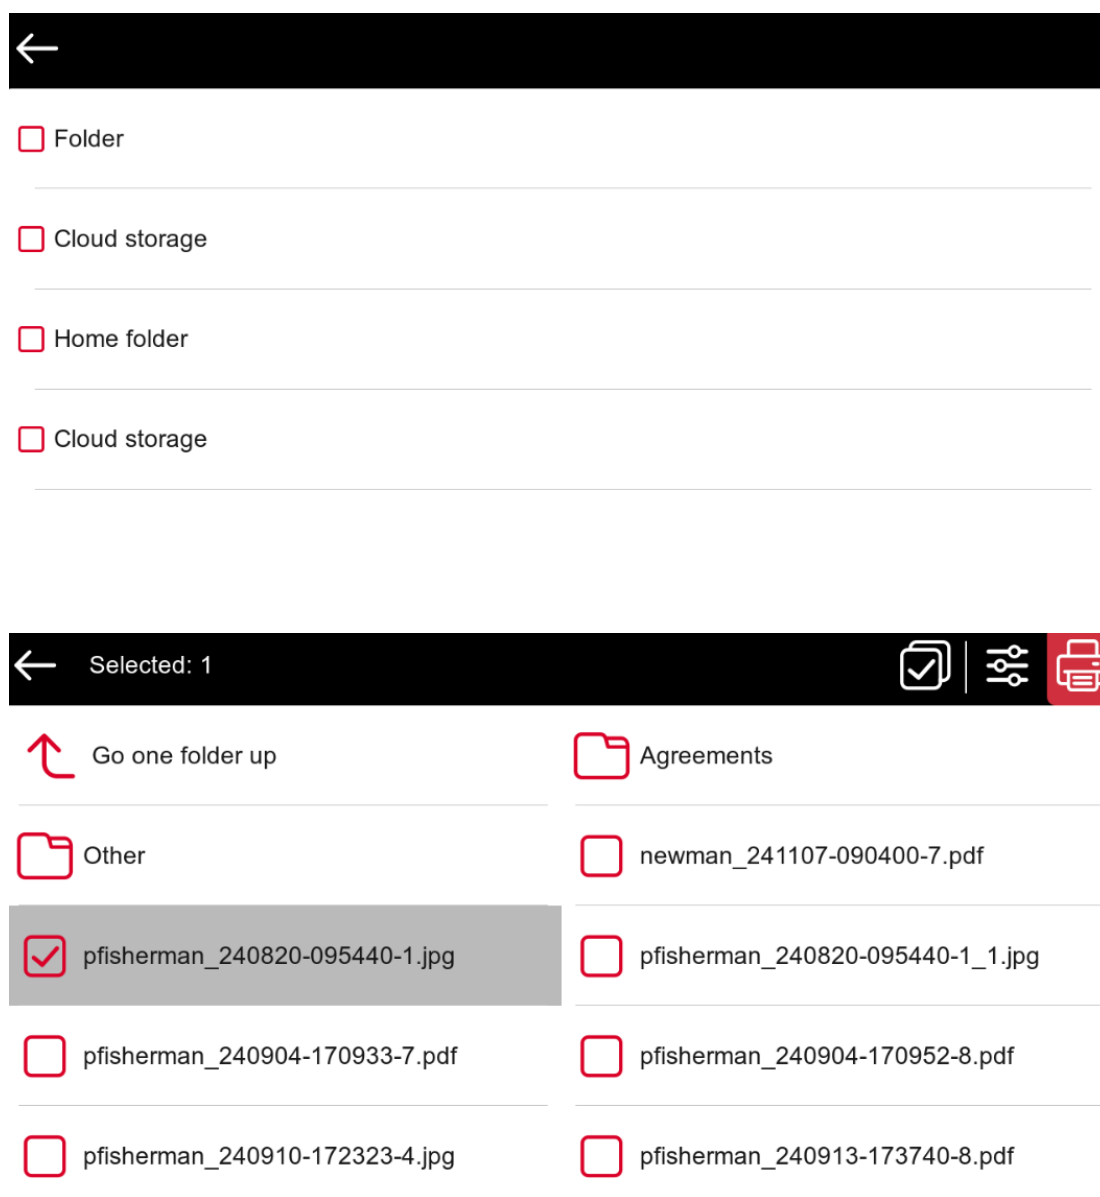 Folder
Cloud storage
Home folder
Cloud storage
Selected: 1
Go one folder up
Agreements
Other
newman_241107-090400-7.pdf
pfisherman_240820-095440-1.jpg
pfisherman_240820-095440-1_1.jpg
pfisherman_240904-170933-7.pdf
pfisherman_240904-170952-8.pdf
pfisherman_240910-172323-4.jpg
pfisherman_240913-173740-8.pdf